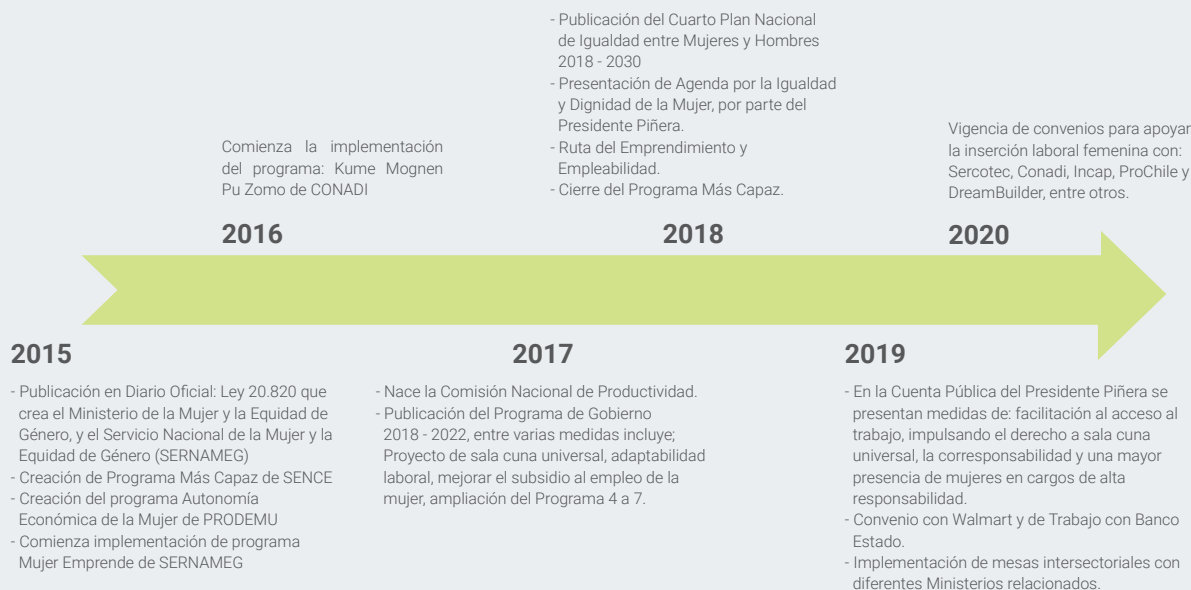 - Publicación del Cuarto Plan Nacional
de Igualdad entre Mujeres y Hombres
2018 - 2030
- Presentación de Agenda por la Igualdad
y Dignidad de la Mujer, por parte del
Presidente Piñera.
- Ruta del Emprendimiento y
Empleabilidad.
- Cierre del Programa Más Capaz.
Comienza la implementación
del programa: Kume Mognen
Pu Zomo de CONADI
Vigencia de convenios para apoyar
la inserción laboral femenina con:
Sercotec, Conadi, Incap, ProChile y
DreamBuilder, entre otros.
2016
2018
2020
2015
2017
2019
- Publicación en Diario Oficial: Ley 20.820 que
crea el Ministerio de la Mujer y la Equidad de
Género, y el Servicio Nacional de la Mujer y la
Equidad de Género (SERNAMEG)
- Creación de Programa Más Capaz de SENCE
- Creación del programa Autonomía
Económica de la Mujer de PRODEMU
- Comienza implementación de programa
Mujer Emprende de SERNAMEG
- Nace la Comisión Nacional de Productividad.
- Publicación del Programa de Gobierno
2018 - 2022, entre varias medidas incluye;
Proyecto de sala cuna universal, adaptabilidad
laboral, mejorar el subsidio al empleo de la
mujer, ampliación del Programa 4 a 7.
- En la Cuenta Pública del Presidente Piñera se
presentan medidas de: facilitación al acceso al
trabajo, impulsando el derecho a sala cuna
universal, la corresponsabilidad y una mayor
presencia de mujeres en cargos de alta
responsabilidad.
- Convenio con Walmart y de Trabajo con Banco
Estado.
- Implementación de mesas intersectoriales con
diferentes Ministerios relacionados.